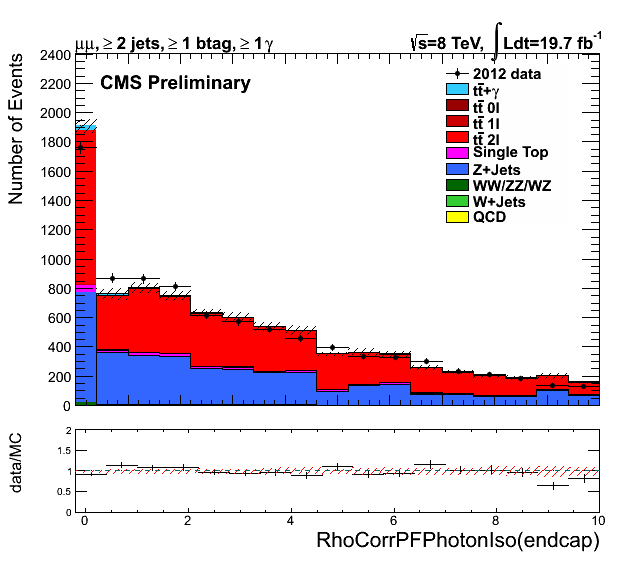 μμ, ≥ 2 jets, ≥ 1 btag, ≥ 1 γ
√s=8 TeV, ∫ Ldt=19.7 fb⁻¹
CMS Preliminary
2012 data
tt̄+γ
tt̄ 0l
tt̄ 1l
tt̄ 2l
Single Top
Z+Jets
WW/ZZ/WZ
W+Jets
QCD
Number of Events
2400
2200
2000
1800
1600
1400
1200
1000
800
600
400
200
0
data/MC
2
1.5
1
0.5
0
0 2 4 6 8 10
RhoCorrPFPhotonIso(endcap)